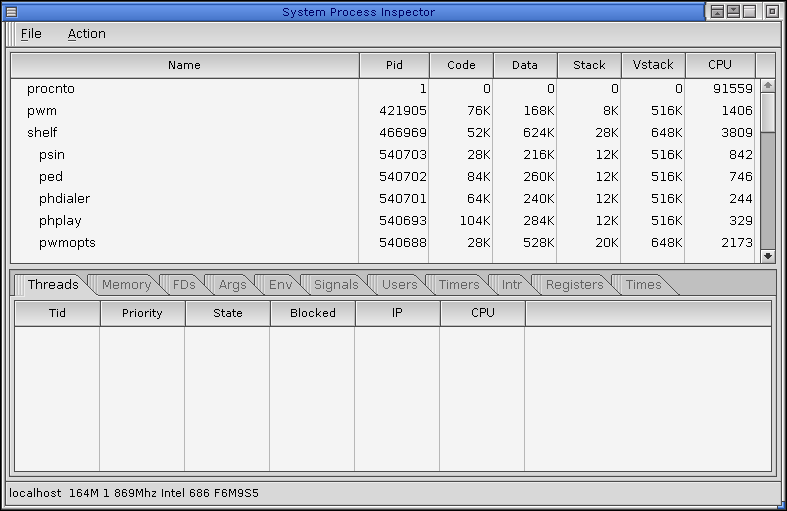 System Process Inspector
File Action
Name Pid Code Data Stack Vstack CPU
procnto 1 0 0 0 0 91559
pwm 421905 76K 168K 8K 516K 1406
shelf 466969 52K 624K 28K 648K 3809
psin 540703 28K 216K 12K 516K 842
ped 540702 84K 260K 12K 516K 746
phdialer 540701 64K 240K 12K 516K 244
phplay 540693 104K 284K 12K 516K 329
pwmopts 540688 28K 528K 20K 648K 2173
Threads Memory FDs Args Env Signals Users Timers Intr Registers Times
Tid Priority State Blocked IP CPU
localhost 164M 1 869Mhz Intel 686 F6M9S5